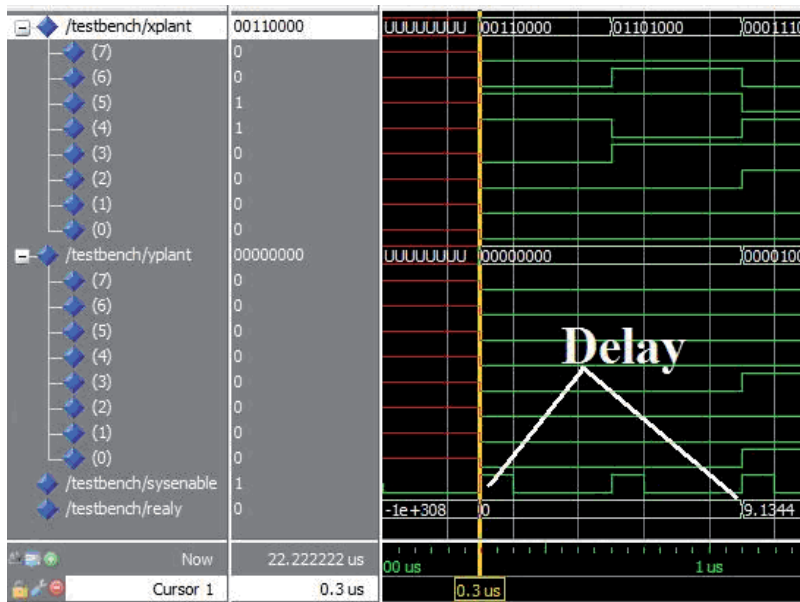 /testbench/xplant 00110000 UUUUUUUU 00110000 01101000 0001110
(7) 0
(6) 0
(5) 1
(4) 1
(3) 0
(2) 0
(1) 0
(0) 0
/testbench/yplant 00000000 UUUUUUUU 00000000 0000100
(7) 0
(6) 0
(5) 0
(4) 0
(3) 0
(2) 0
(1) 0
(0) 0
Delay
/testbench/sysenable 1
/testbench/realy 0 -1e+308 0 9.1344
Now 22.222222 us 00 us 1 us
Cursor 1 0.3 us 0.3 us